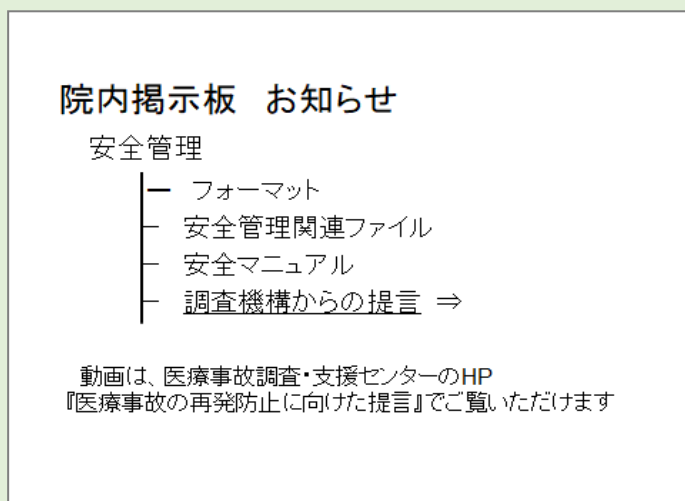 院内掲示板　お知らせ
安全管理
フォーマット
安全管理関連ファイル
安全マニュアル
調査機構からの提言 ⇒
動画は、医療事故調査・支援センターのHP
『医療事故の再発防止に向けた提言』でご覧いただけます